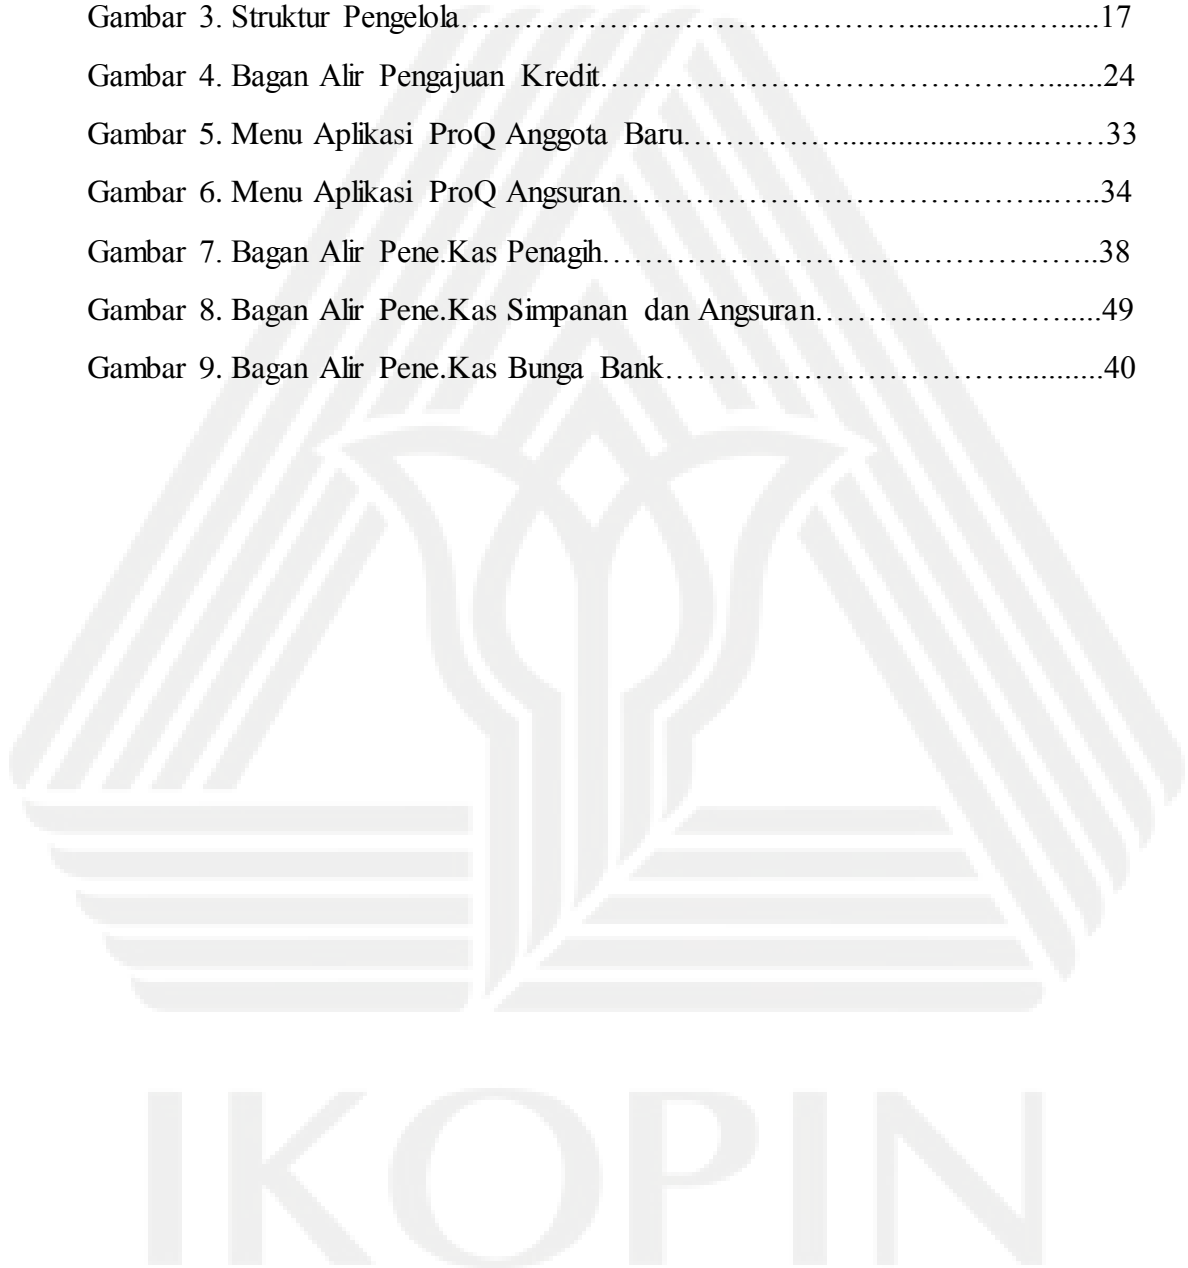 Gambar 3. Struktur Pengelola……………………………………………...............…......17
Gambar 4. Bagan Alir Pengajuan Kredit…………………………………………….......24
Gambar 5. Menu Aplikasi ProQ Anggota Baru……………...................…..……33
Gambar 6. Menu Aplikasi ProQ Angsuran……………………………………..…..34
Gambar 7. Bagan Alir Pene.Kas Penagih………………………………………………..38
Gambar 8. Bagan Alir Pene.Kas Simpanan dan Angsuran……………...…….....49
Gambar 9. Bagan Alir Pene.Kas Bunga Bank………………………………...........40
IKOPIN